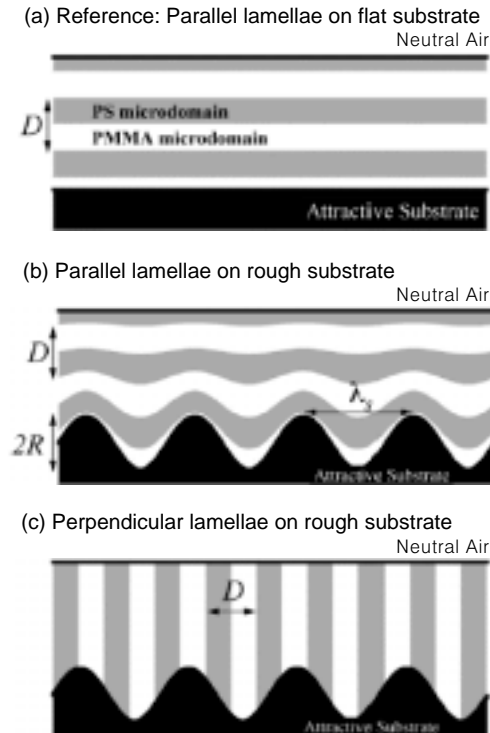 (a) Reference: Parallel lamellae on flat substrate
Neutral Air
D
PS microdomain
PMMA microdomain
Attractive Substrate
(b) Parallel lamellae on rough substrate
Neutral Air
D
λs
2R
Attractive Substrate
(c) Perpendicular lamellae on rough substrate
Neutral Air
D
Attractive Substrate